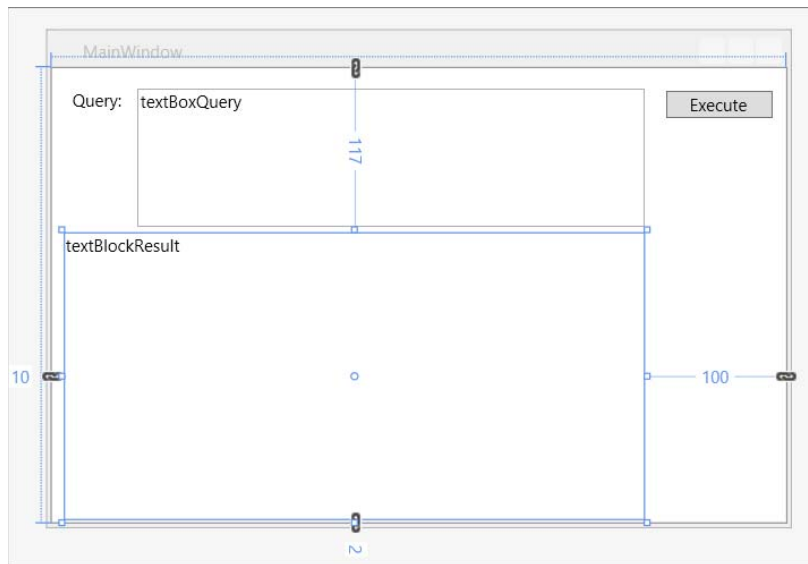 MainWindow
Query:
textBoxQuery
Execute
117
textBlockResult
10
100
2